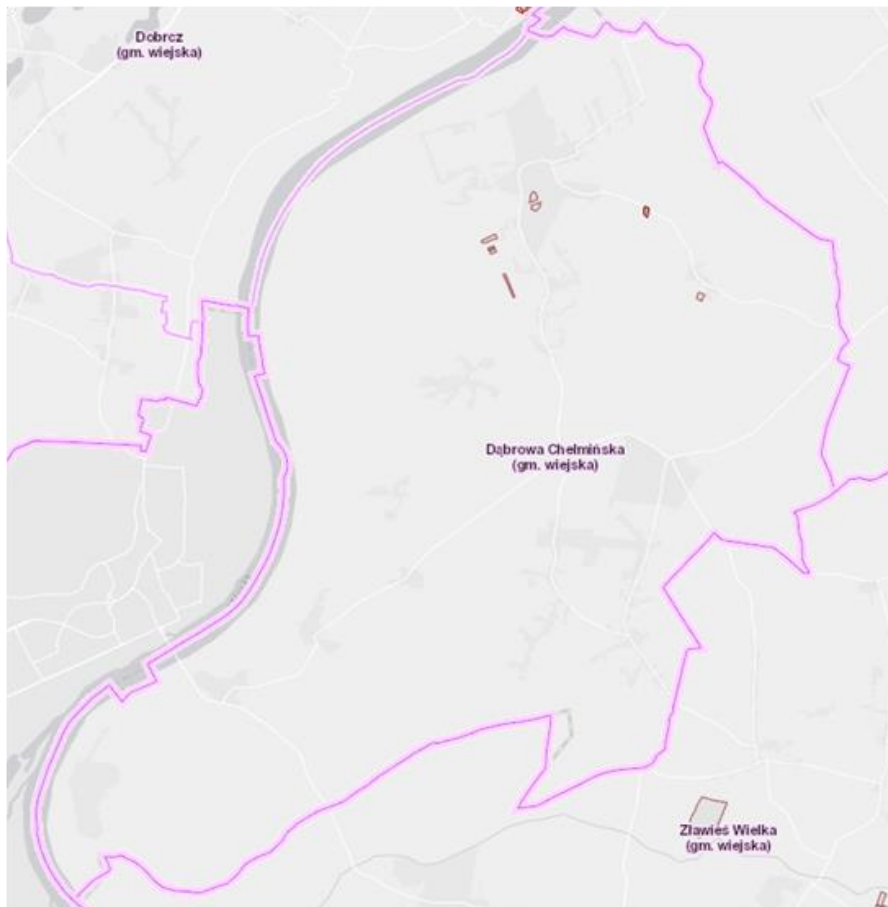 Dobrcz
(gm. wiejska)
Dąbrowa Chełmińska
(gm. wiejska)
Zławieś Wielka
(gm. wiejska)